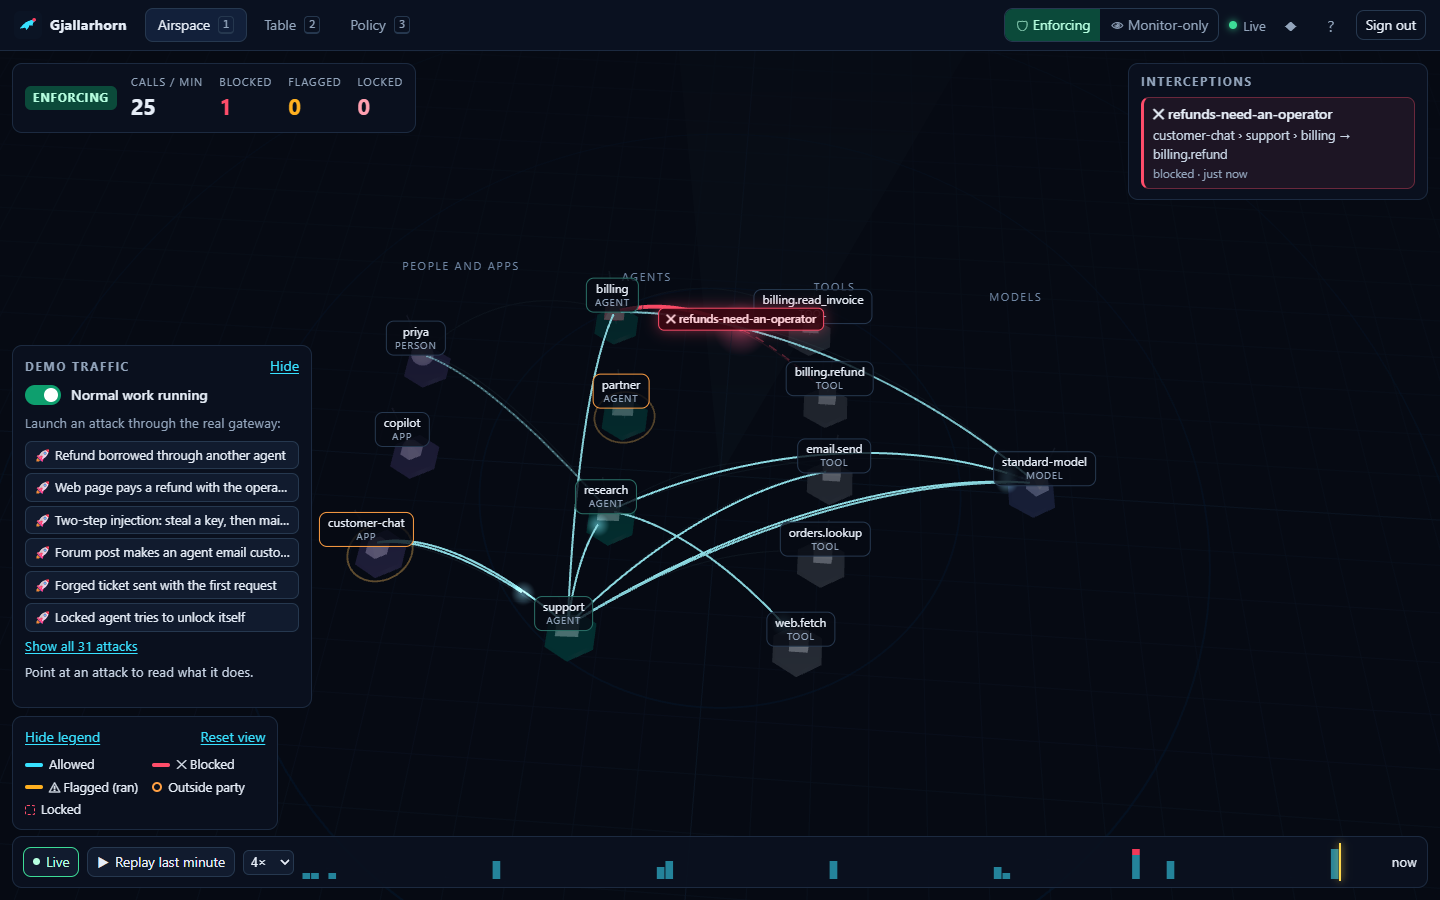 Gjallarhorn
Airspace 1
Table 2
Policy 3
Enforcing
Monitor-only
Live
?
Sign out
ENFORCING
CALLS / MIN
25
BLOCKED
1
FLAGGED
0
LOCKED
0
INTERCEPTIONS
refunds-need-an-operator
customer-chat › support › billing →
billing.refund
blocked · just now
PEOPLE AND APPS
AGENTS
TOOLS
MODELS
billing
AGENT
billing.read_invoice
refunds-need-an-operator
priya
PERSON
partner
AGENT
billing.refund
TOOL
copilot
APP
email.send
TOOL
standard-model
MODEL
research
AGENT
customer-chat
APP
orders.lookup
TOOL
support
AGENT
web.fetch
TOOL
DEMO TRAFFIC
Hide
Normal work running
Launch an attack through the real gateway:
Refund borrowed through another agent
Web page pays a refund with the opera...
Two-step injection: steal a key, then mai...
Forum post makes an agent email custo...
Forged ticket sent with the first request
Locked agent tries to unlock itself
Show all 31 attacks
Point at an attack to read what it does.
Hide legend
Reset view
Allowed
Blocked
Flagged (ran)
Outside party
Locked
Live
Replay last minute
4×
now